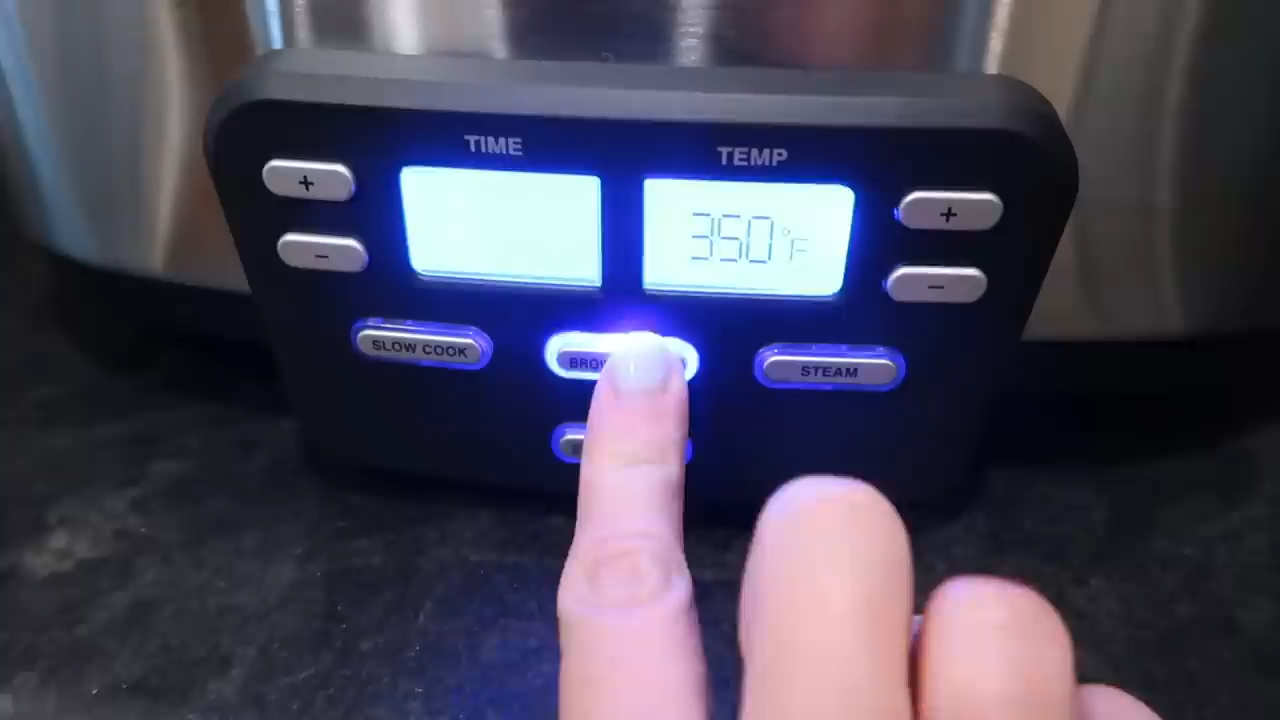 TIME
TEMP
+
+
350°F
-
-
SLOW COOK
STEAM